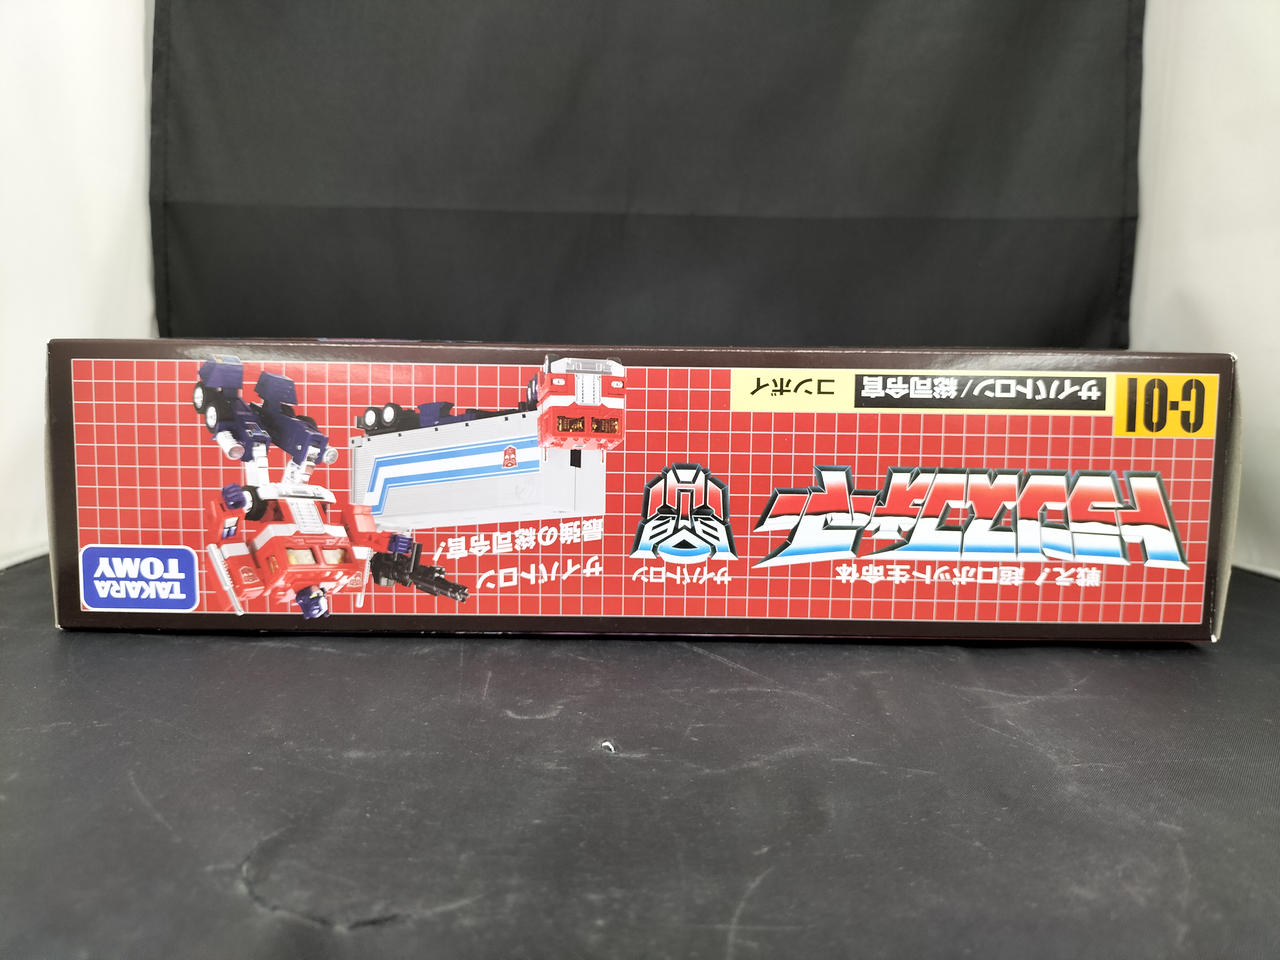 戦え！超ロボット生命体
トランスフォーマー
C-01
サイバトロン/総司令官
コンボイ
サイバトロン
サイバトロン
最強の総司令官！
TAKARA
TOMY